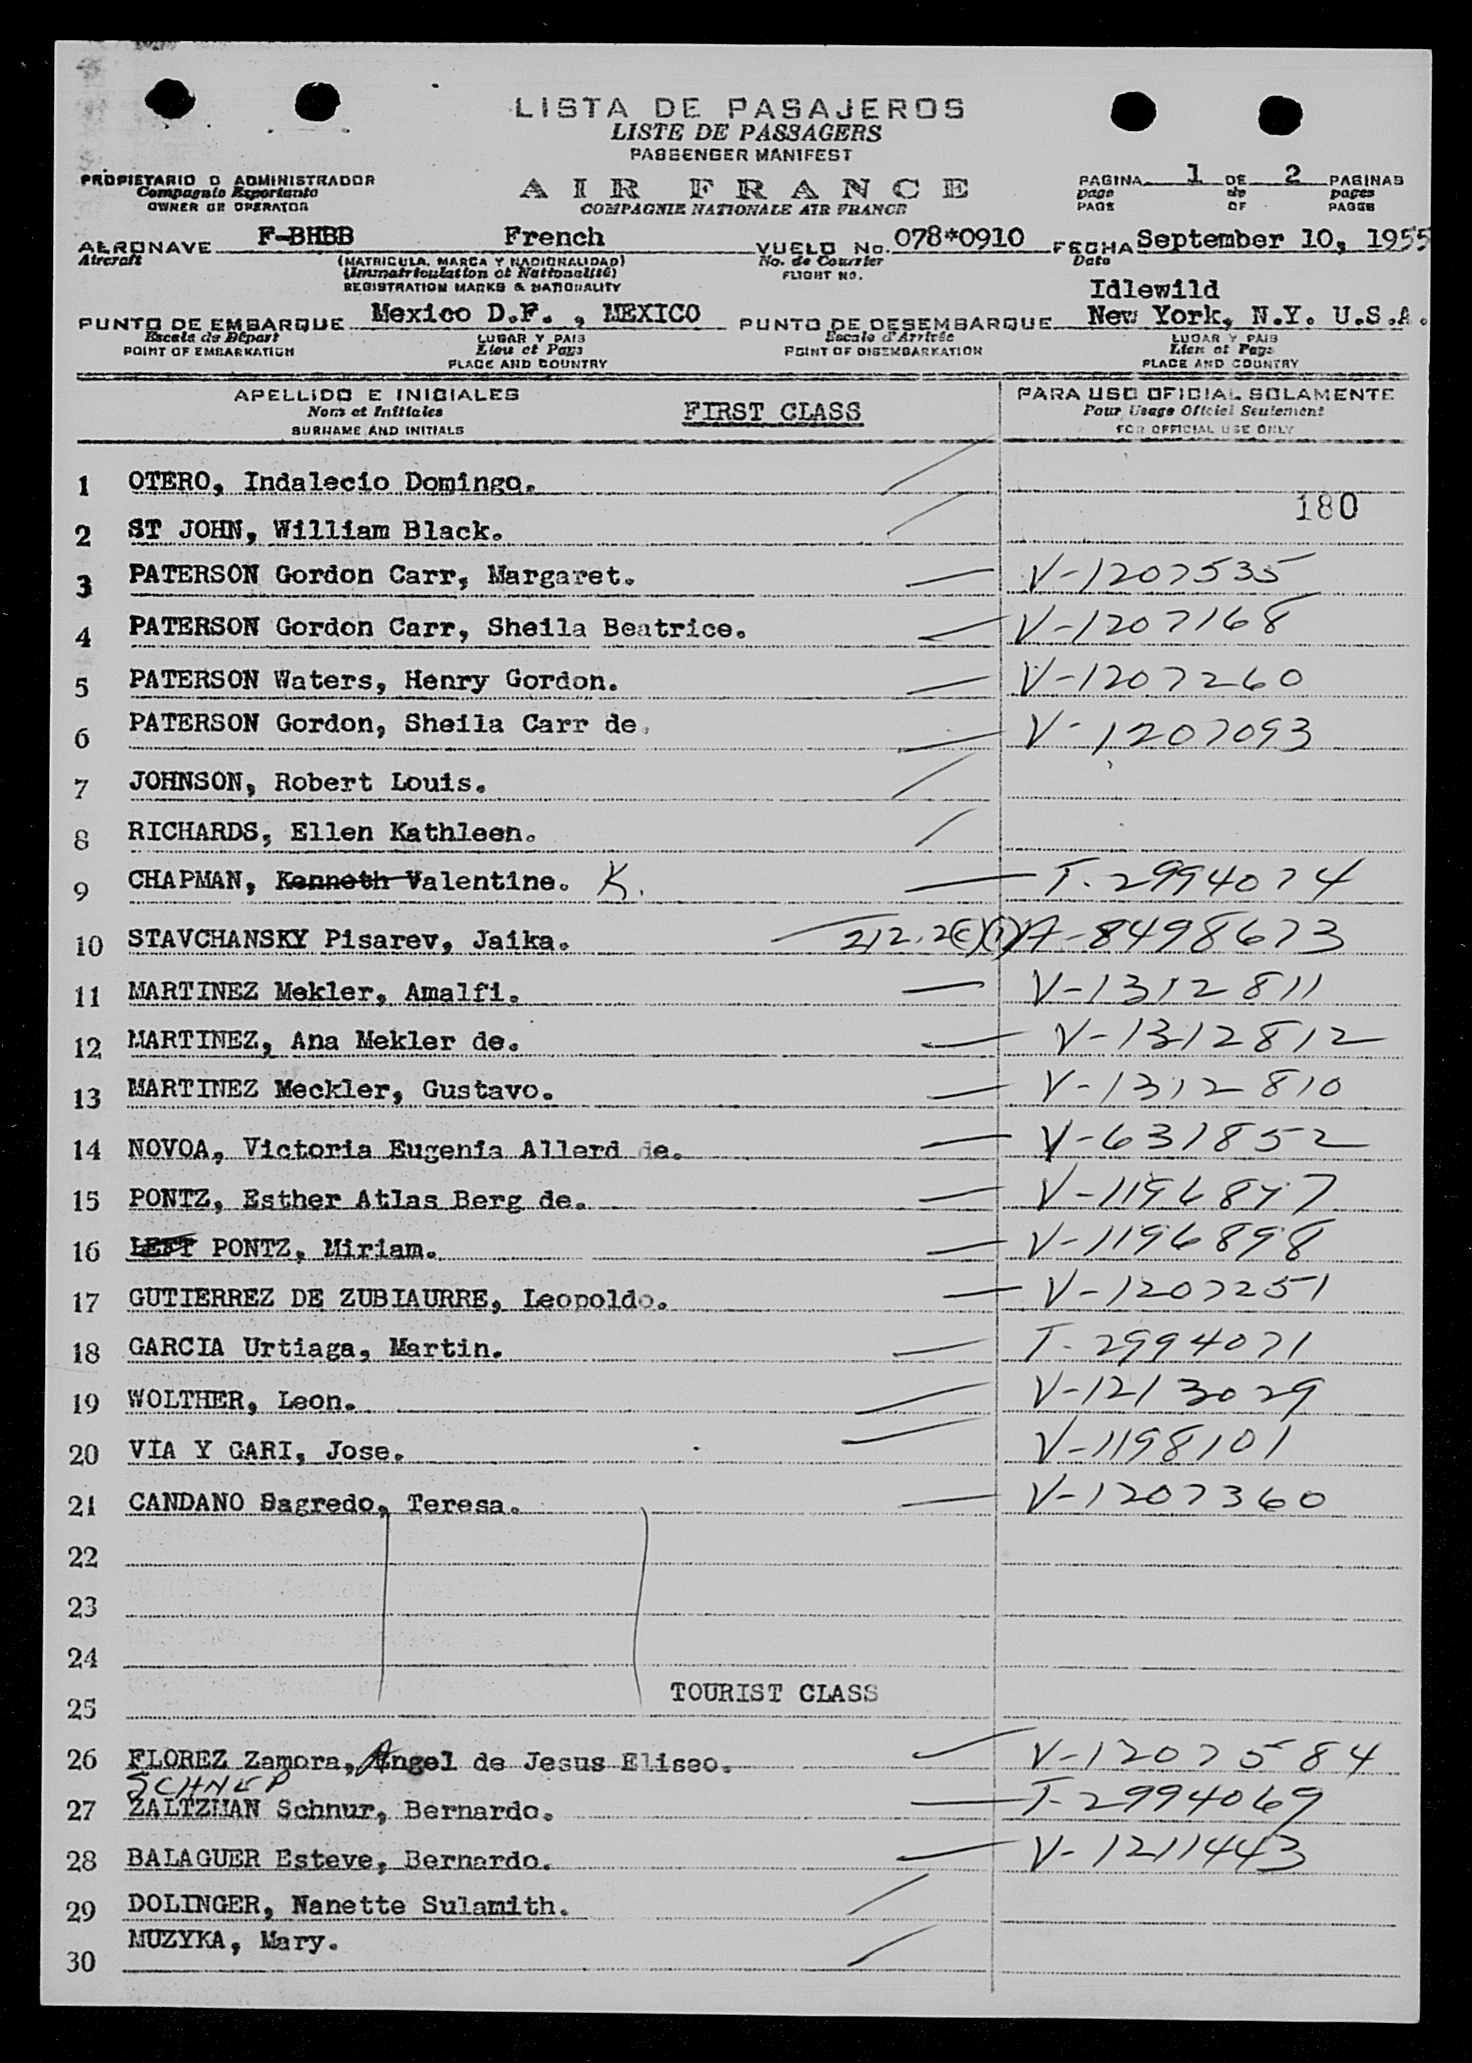 LISTA DE PASAJEROS
LISTE DE PASSAGERS
PASSENGER MANIFEST
PROPIETARIO O ADMINISTRADOR
Compagnie Exportante
OWNER OR OPERATOR
AIR FRANCE
COMPAGNIE NATIONALE AIR FRANCE
PAGINA 1 DE 2 PAGINAS
page de pages
PAGE OF PAGES
AERONAVE F-BHBB French VUELO No. 078*0910 FECHA September 10, 1955
Aircraft (MATRICULA, MARCA Y NACIONALIDAD) No. de Courrier Date
(Immatriculation et Nationalité) FLIGHT NO.
REGISTRATION MARKS & NATIONALITY
Idlewild
PUNTO DE EMBARQUE Mexico D.F. , MEXICO PUNTO DE DESEMBARQUE New York, N.Y. U.S.A.
Escale de Départ LUGAR Y PAIS Escale d'Arrivée LUGAR Y PAIS
POINT OF EMBARKATION Lieu et Pays POINT OF DISEMBARKATION Lieu et Pays
PLACE AND COUNTRY PLACE AND COUNTRY
APELLIDO E INICIALES FIRST CLASS PARA USO OFICIAL SOLAMENTE
Nom et Initiales Pour Usage Officiel Seulement
SURNAME AND INITIALS FOR OFFICIAL USE ONLY
1 OTERO, Indalecio Domingo.
180
2 ST JOHN, William Black.
3 PATERSON Gordon Carr, Margaret. V-1207535
4 PATERSON Gordon Carr, Sheila Beatrice. V-1207168
5 PATERSON Waters, Henry Gordon. V-1207260
6 PATERSON Gordon, Sheila Carr de. V-1207093
7 JOHNSON, Robert Louis.
8 RICHARDS, Ellen Kathleen.
9 CHAPMAN, Kenneth Valentine. K. T-2994074
10 STAVCHANSKY Pisarev, Jaika. 212.2(c)(1) A-8498673
11 MARTINEZ Mekler, Amalfi. V-1312811
12 MARTINEZ, Ana Mekler de. V-1312812
13 MARTINEZ Meckler, Gustavo. V-1312810
14 NOVOA, Victoria Eugenia Allard de. V-631852
15 PONTZ, Esther Atlas Berg de. V-1196897
16 LEFT PONTZ, Miriam. V-1196898
17 GUTIERREZ DE ZUBIAURRE, Leopoldo. V-1207251
18 GARCIA Urtiaga, Martin. T-2994071
19 WOLTHER, Leon. V-1213029
20 VIA Y GARI, Jose. V-1198101
21 CANDANO Sagredo, Teresa. V-1207360
22
23
24
TOURIST CLASS
25
26 FLOREZ Zamora, Angel de Jesus Eliseo. V-1207584
SCHNEP
27 ZALTZMAN Schnur, Bernardo. T-2994069
28 BALAGUER Esteve, Bernardo. V-1211443
29 DOLINGER, Nanette Sulamith.
30 MUZYKA, Mary.